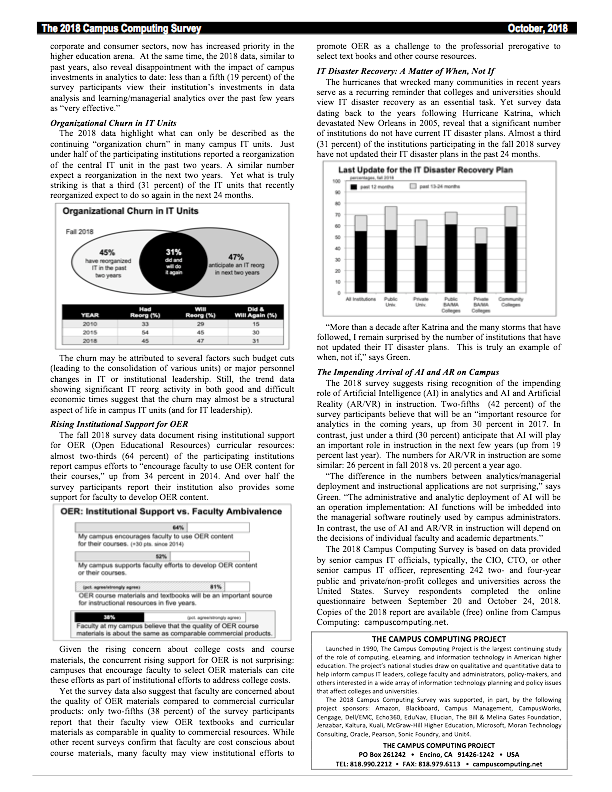 The 2018 Campus Computing Survey
October, 2018
corporate and consumer sectors, now has increased priority in the
higher education arena. At the same time, the 2018 data, similar to
past years, also reveal disappointment with the impact of campus
investments in analytics to date: less than a fifth (19 percent) of the
survey participants view their institution's investments in data
analysis and learning/managerial analytics over the past few years
as "very effective."
Organizational Churn in IT Units
The 2018 data highlight what can only be described as the
continuing "organization churn" in many campus IT units. Just
under half of the participating institutions reported a reorganization
of the central IT unit in the past two years. A similar number
expect a reorganization in the next two years. Yet what is truly
striking is that a third (31 percent) of the IT units that recently
reorganized expect to do so again in the next 24 months.
Organizational Churn in IT Units
Fall 2018
45%
have reorganized
IT in the past
two years
31%
did and
will do
it again
47%
anticipate an IT reorg
in next two years
YEAR Had Reorg (%) Will Reorg (%) Did & Will Again (%)
2010 33 29 15
2015 54 45 30
2018 45 47 31
The churn may be attributed to several factors such budget cuts
(leading to the consolidation of various units) or major personnel
changes in IT or institutional leadership. Still, the trend data
showing significant IT reorg activity in both good and difficult
economic times suggest that the churn may almost be a structural
aspect of life in campus IT units (and for IT leadership).
Rising Institutional Support for OER
The fall 2018 survey data document rising institutional support
for OER (Open Educational Resources) curricular resources:
almost two-thirds (64 percent) of the participating institutions
report campus efforts to "encourage faculty to use OER content for
their courses," up from 34 percent in 2014. And over half the
survey participants report their institution also provides some
support for faculty to develop OER content.
OER: Institutional Support vs. Faculty Ambivalence
64%
My campus encourages faculty to use OER content
for their courses. (+30 pts. since 2014)
52%
My campus supports faculty efforts to develop OER content
or their courses.
(pct. agree/strongly agree) 81%
OER course materials and textbooks will be an important source
for instructional resources in five years.
38% (pct. agree/strongly agree)
Faculty at my campus believe that the quality of OER course
materials is about the same as comparable commercial products.
Given the rising concern about college costs and course
materials, the concurrent rising support for OER is not surprising:
campuses that encourage faculty to select OER materials can cite
these efforts as part of institutional efforts to address college costs.
Yet the survey data also suggest that faculty are concerned about
the quality of OER materials compared to commercial curricular
products: only two-fifths (38 percent) of the survey participants
report that their faculty view OER textbooks and curricular
materials as comparable in quality to commercial resources. While
other recent surveys confirm that faculty are cost conscious about
course materials, many faculty may view institutional efforts to
promote OER as a challenge to the professorial prerogative to
select text books and other course resources.
IT Disaster Recovery: A Matter of When, Not If
The hurricanes that wrecked many communities in recent years
serve as a recurring reminder that colleges and universities should
view IT disaster recovery as an essential task. Yet survey data
dating back to the years following Hurricane Katrina, which
devastated New Orleans in 2005, reveal that a significant number
of institutions do not have current IT disaster plans. Almost a third
(31 percent) of the institutions participating in the fall 2018 survey
have not updated their IT disaster plans in the past 24 months.
Last Update for the IT Disaster Recovery Plan
percentages, fall 2018
past 12 months
past 13-24 months
100
90
80
70
60
50
40
30
20
10
0
All Institutions
Public Univ.
Private Univ.
Public BA/MA Colleges
Private BA/MA Colleges
Community Colleges
"More than a decade after Katrina and the many storms that have
followed, I remain surprised by the number of institutions that have
not updated their IT disaster plans. This is truly an example of
when, not if," says Green.
The Impending Arrival of AI and AR on Campus
The 2018 survey suggests rising recognition of the impending
role of Artificial Intelligence (AI) in analytics and AI and Artificial
Reality (AR/VR) in instruction. Two-fifths (42 percent) of the
survey participants believe that will be an "important resource for
analytics in the coming years, up from 30 percent in 2017. In
contrast, just under a third (30 percent) anticipate that AI will play
an important role in instruction in the next few years (up from 19
percent last year). The numbers for AR/VR in instruction are some
similar: 26 percent in fall 2018 vs. 20 percent a year ago.
"The difference in the numbers between analytics/managerial
deployment and instructional applications are not surprising," says
Green. "The administrative and analytic deployment of AI will be
an operation implementation: AI functions will be imbedded into
the managerial software routinely used by campus administrators.
In contrast, the use of AI and AR/VR in instruction will depend on
the decisions of individual faculty and academic departments."
The 2018 Campus Computing Survey is based on data provided
by senior campus IT officials, typically, the CIO, CTO, or other
senior campus IT officer, representing 242 two- and four-year
public and private/non-profit colleges and universities across the
United States. Survey respondents completed the online
questionnaire between September 20 and October 24, 2018.
Copies of the 2018 report are available (free) online from Campus
Computing: campuscomputing.net.
THE CAMPUS COMPUTING PROJECT
Launched in 1990, The Campus Computing Project is the largest continuing study
of the role of computing, eLearning, and information technology in American higher
education. The project's national studies draw on qualitative and quantitative data to
help inform campus IT leaders, college faculty and administrators, policy-makers, and
others interested in a wide array of information technology planning and policy issues
that affect colleges and universities.
The 2018 Campus Computing Survey was supported, in part, by the following
project sponsors: Amazon, Blackboard, Campus Management, CampusWorks,
Cengage, Dell/EMC, Echo360, EduNav, Ellucian, The Bill & Melina Gates Foundation,
Jenzabar, Kaltura, Kuali, McGraw-Hill Higher Education, Microsoft, Moran Technology
Consulting, Oracle, Pearson, Sonic Foundry, and Unit4.
THE CAMPUS COMPUTING PROJECT
PO Box 261242 • Encino, CA 91426-1242 • USA
TEL: 818.990.2212 • FAX: 818.979.6113 • campuscomputing.net